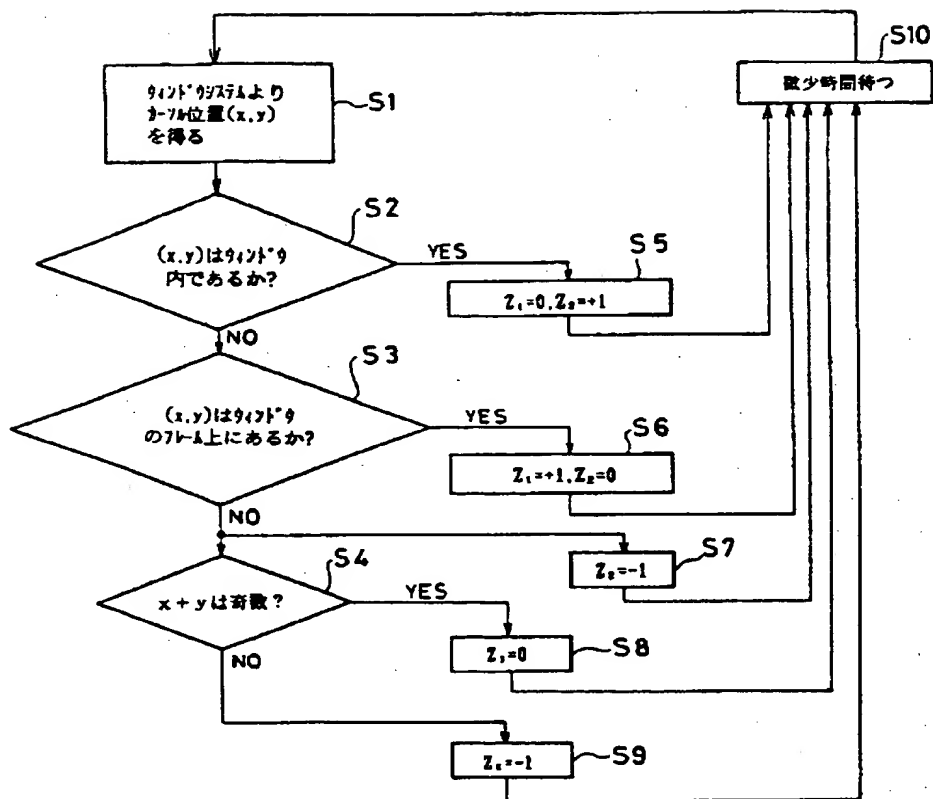 S10
微少時間待つ
ウィンドウシステムより
カーソル位置(x,y)
を得る
S1
S2
(x,y)はウィンドウ
内であるか?
YES
S5
Z₁=0,Z₂=+1
NO
S3
(x,y)はウィンドウ
のフレーム上にあるか?
YES
S6
Z₁=+1,Z₂=0
NO
S7
Z₂=-1
S4
x+yは奇数?
YES
Z₁=0
S8
NO
Z₁=-1
S9